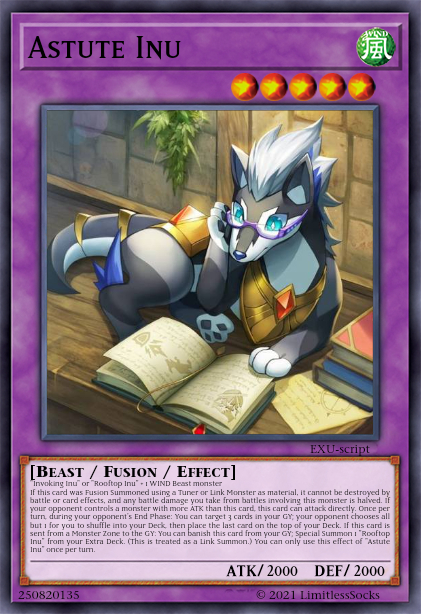 Astute Inu
WIND
風
EXU-script
[Beast / Fusion / Effect]
"Invoking Inu" or "Rooftop Inu" + 1 WIND Beast monster
If this card was Fusion Summoned using a Tuner or Link Monster as material, it cannot be destroyed by
battle or card effects, and any battle damage you take from battles involving this monster is halved. If
your opponent controls a monster with more ATK than this card, this card can attack directly. Once per
turn, during your opponent's End Phase: You can target 3 cards in your GY; your opponent chooses all
but 1 for you to shuffle into your Deck, then place the last card on the top of your Deck. If this card is
sent from a Monster Zone to the GY: You can banish this card from your GY; Special Summon 1 "Rooftop
Inu" from your Extra Deck. (This is treated as a Link Summon.) You can only use this effect of "Astute
Inu" once per turn.
ATK/ 2000 DEF/ 2000
250820135 © 2021 LimitlessSocks